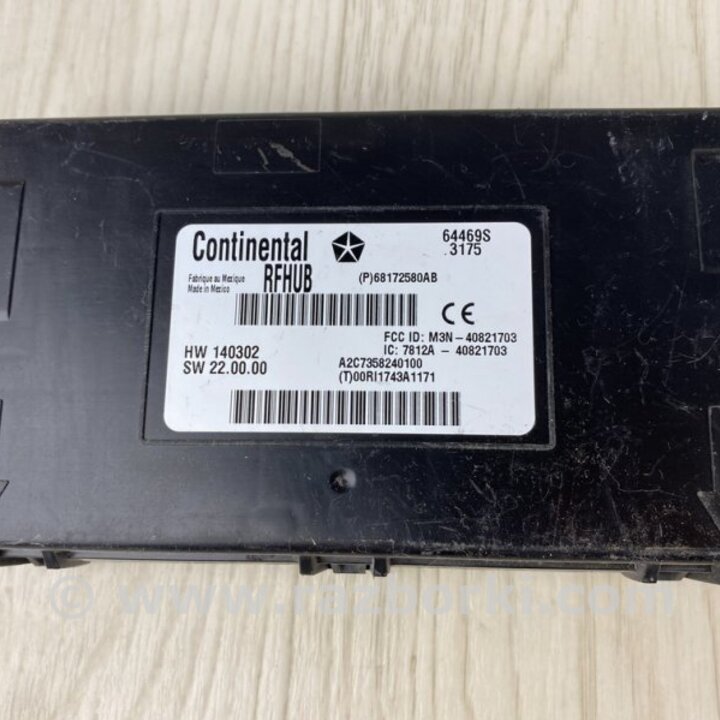 Continental
64469S
.3175
Fabrique au Mexique
Made in Mexico
RFHUB
(P)68172580AB
CE
FCC ID: M3N-40821703
IC: 7812A - 40821703
HW 140302
SW 22.00.00
A2C7358240100
(T)00RI1743A1171
© www.razborki.com